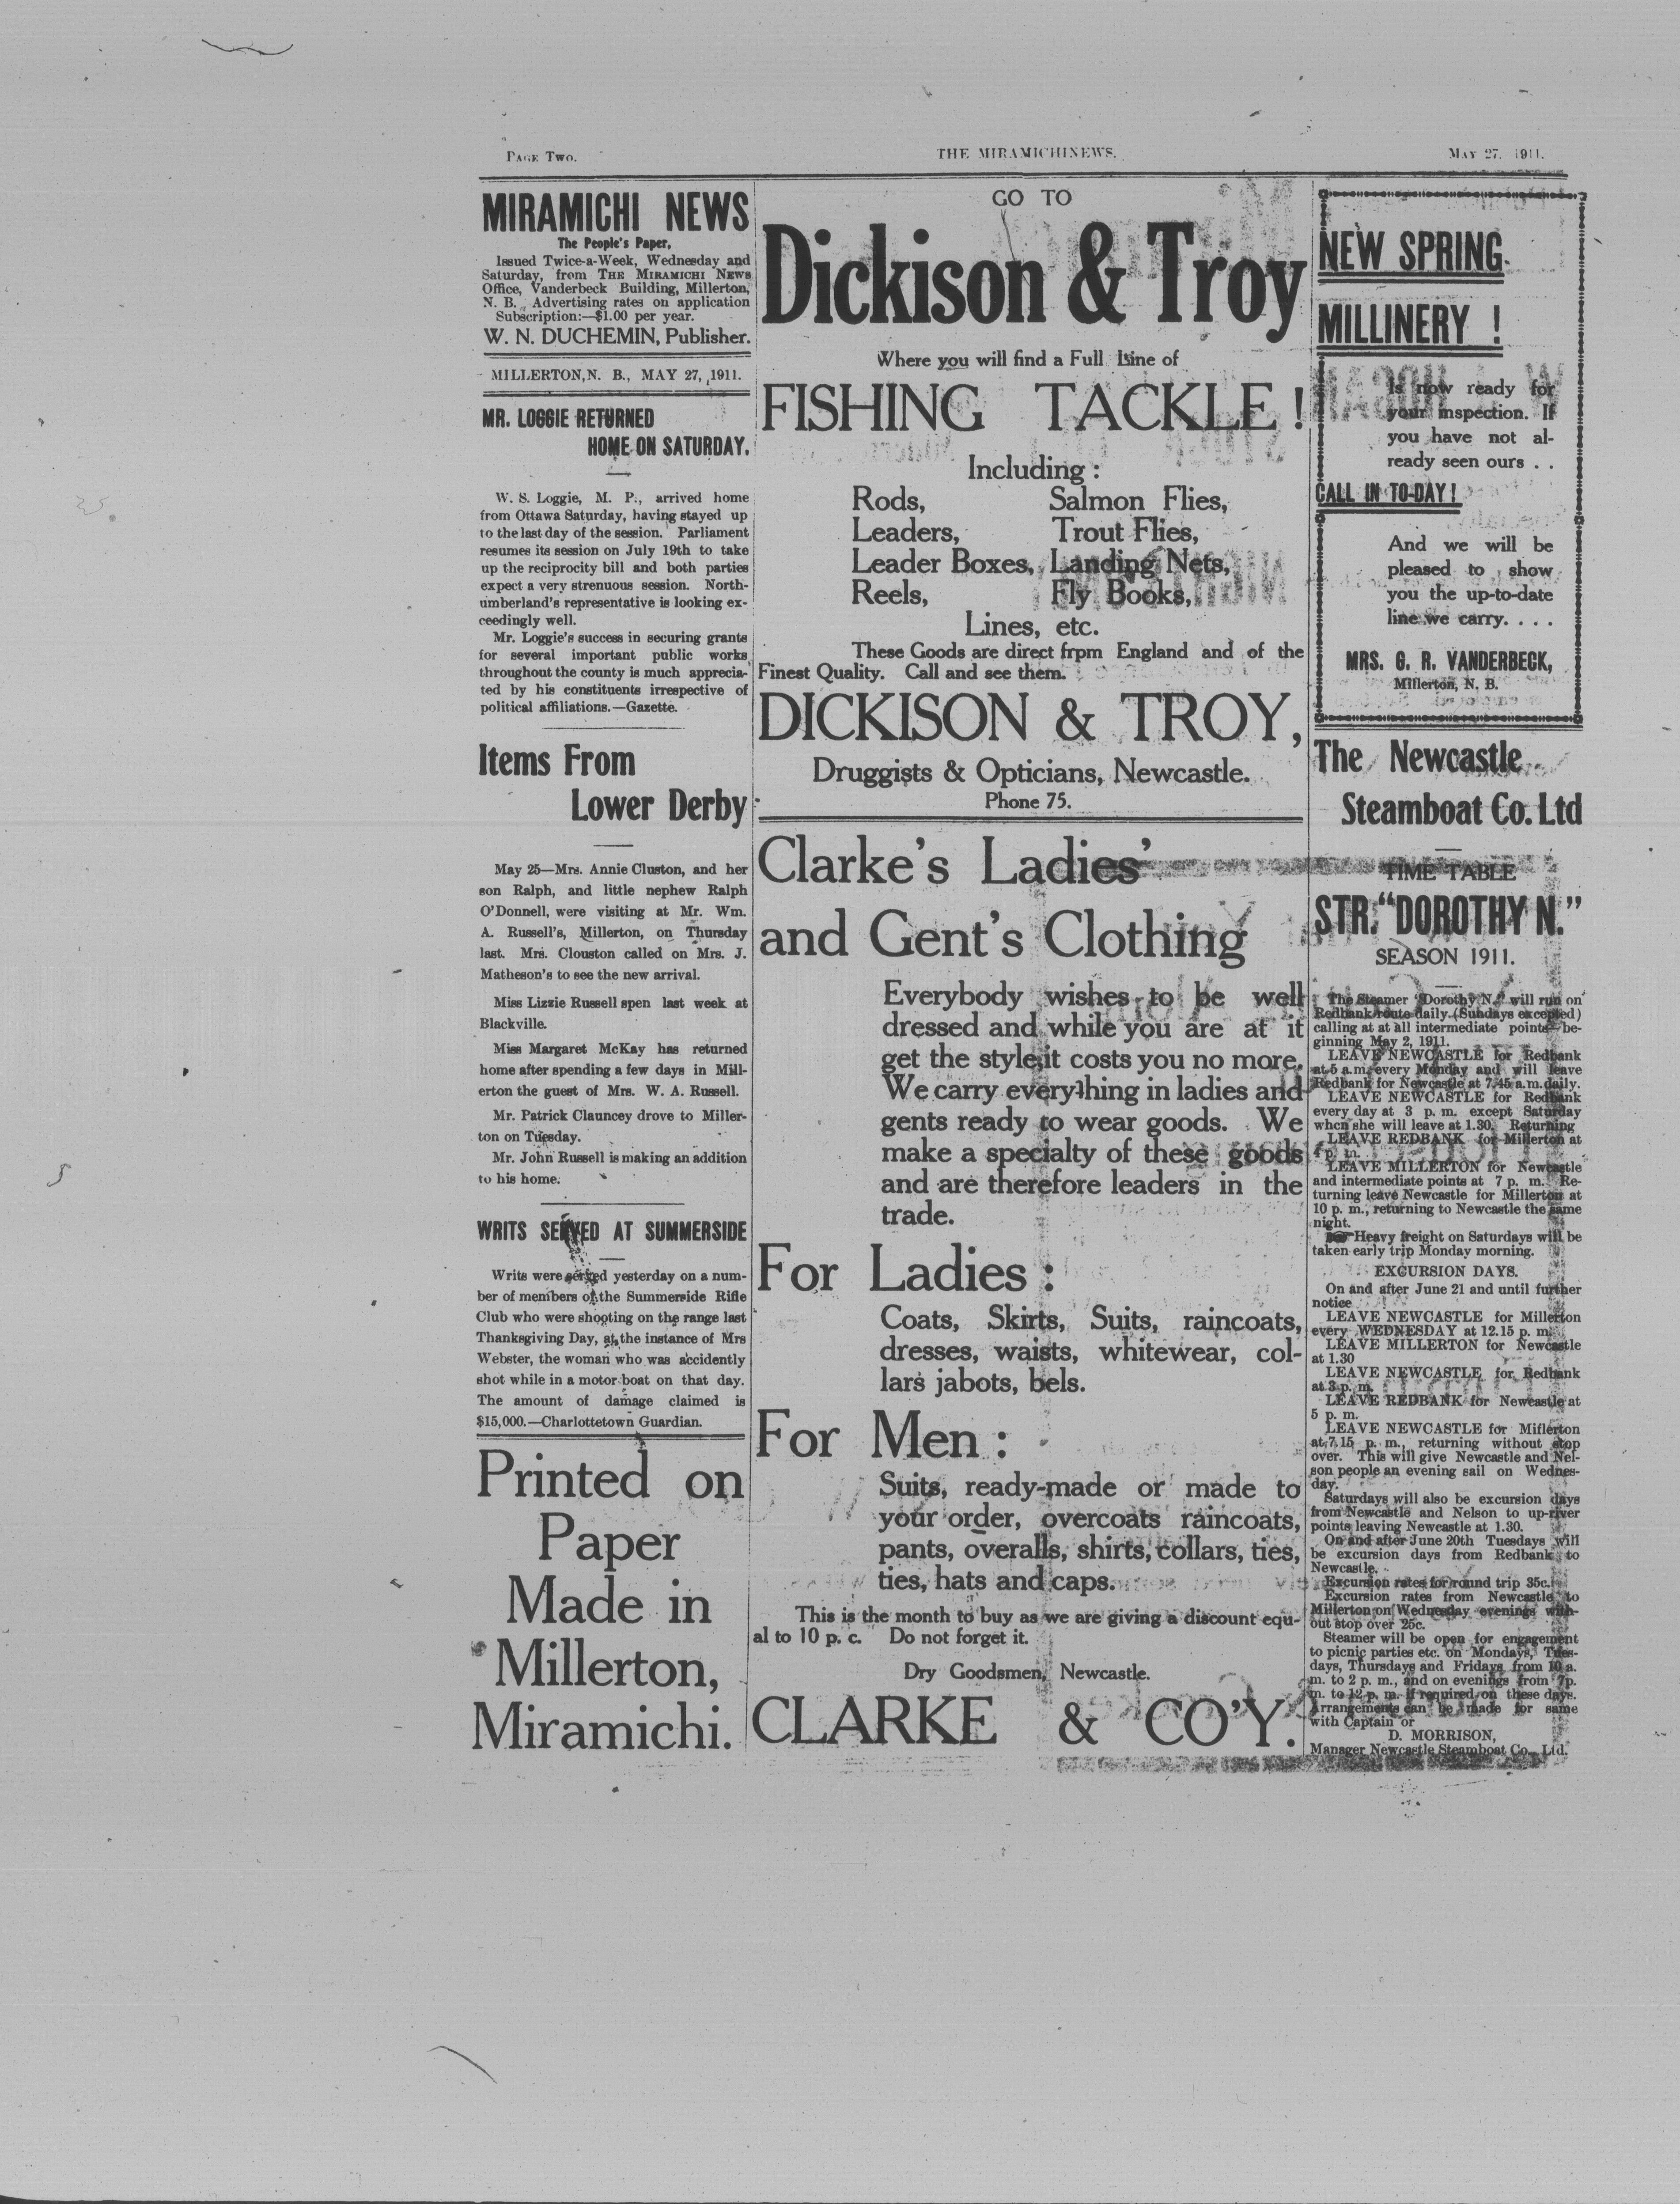 PAGE TWO.
THE MIRAMICHI NEWS.
MAY 27, 1911.
MIRAMICHI NEWS
The People's Paper,
Issued Twice-a-Week, Wednesday and
Saturday, from THE MIRAMICHI NEWS
Office, Vanderbeck Building, Millerton,
N. B. Advertising rates on application
Subscription:—$1.00 per year.
W. N. DUCHEMIN, Publisher.
MILLERTON, N. B., MAY 27, 1911.
MR. LOGGIE RETURNED
HOME ON SATURDAY.
W. S. Loggie, M. P., arrived home
from Ottawa Saturday, having stayed up
to the last day of the session. Parliament
resumes its session on July 19th to take
up the reciprocity bill and both parties
expect a very strenuous session. North-
umberland's representative is looking ex-
ceedingly well.
Mr. Loggie's success in securing grants
for several important public works
throughout the county is much apprecia-
ted by his constituents irrespective of
political affiliations.—Gazette.
Items From
Lower Derby
May 25—Mrs. Annie Cluston, and her
son Ralph, and little nephew Ralph
O'Donnell, were visiting at Mr. Wm.
A. Russell's, Millerton, on Thursday
last. Mrs. Clouston called on Mrs. J.
Matheson's to see the new arrival.
Miss Lizzie Russell spen last week at
Blackville.
Miss Margaret McKay has returned
home after spending a few days in Mill-
erton the guest of Mrs. W. A. Russell.
Mr. Patrick Clauncey drove to Miller-
ton on Tuesday.
Mr. John Russell is making an addition
to his home.
WRITS SERVED AT SUMMERSIDE
Writs were served yesterday on a num-
ber of members of the Summerside Rifle
Club who were shooting on the range last
Thanksgiving Day, at the instance of Mrs
Webster, the woman who was accidently
shot while in a motor boat on that day.
The amount of damage claimed is
$15,000.—Charlottetown Guardian.
Printed on
Paper
Made in
Millerton,
Miramichi.
GO TO
Dickison & Troy
Where you will find a Full Line of
FISHING TACKLE!
Including:
Rods, Salmon Flies,
Leaders, Trout Flies,
Leader Boxes, Landing Nets,
Reels, Fly Books,
Lines, etc.
These Goods are direct frpm England and of the
Finest Quality. Call and see them.
DICKISON & TROY,
Druggists & Opticians, Newcastle.
Phone 75.
Clarke's Ladies'
and Gent's Clothing
Everybody wishes to be well
dressed and while you are at it
get the style;it costs you no more.
We carry everything in ladies and
gents ready to wear goods. We
make a specialty of these goods
and are therefore leaders in the
trade.
For Ladies:
Coats, Skirts, Suits, raincoats,
dresses, waists, whitewear, col-
lars jabots, bels.
For Men:
Suits, ready-made or made to
your order, overcoats raincoats,
pants, overalls, shirts, collars, ties,
ties, hats and caps.
This is the month to buy as we are giving a discount equ-
al to 10 p. c. Do not forget it.
Dry Goodsmen, Newcastle.
CLARKE & CO'Y.
NEW SPRING
MILLINERY!
Is now ready for
your inspection. If
you have not al-
ready seen ours . .
CALL IN TO-DAY!
And we will be
pleased to show
you the up-to-date
line we carry. . . .
MRS. G. R. VANDERBECK,
Millerton, N. B.
The Newcastle
Steamboat Co. Ltd
TIME TABLE
STR. "DOROTHY N."
SEASON 1911.
The Steamer "Dorothy N." will run on
Redbank route daily (Sundays excepted)
calling at at all intermediate points be-
ginning May 2, 1911.
LEAVE NEWCASTLE for Redbank
at 5 a.m. every Monday and will leave
Redbank for Newcastle at 7.45 a.m. daily.
LEAVE NEWCASTLE for Redbank
every day at 3 p. m. except Saturday
when she will leave at 1.30. Returning
LEAVE REDBANK for Millerton at
4 p. m.
LEAVE MILLERTON for Newcastle
and intermediate points at 7 p. m. Re-
turning leave Newcastle for Millerton at
10 p. m., returning to Newcastle the same
night.
Heavy freight on Saturdays will be
taken early trip Monday morning.
EXCURSION DAYS.
On and after June 21 and until further
notice
LEAVE NEWCASTLE for Millerton
every WEDNESDAY at 12.15 p. m.
LEAVE MILLERTON for Newcastle
at 1.30
LEAVE NEWCASTLE for Redbank
at 3 p. m.
LEAVE REDBANK for Newcastle at
5 p. m.
LEAVE NEWCASTLE for Millerton
at 7.15 p. m., returning without stop
over. This will give Newcastle and Nel-
son people an evening sail on Wednes-
day.
Saturdays will also be excursion days
from Newcastle and Nelson to up-river
points leaving Newcastle at 1.30.
On and after June 20th Tuesdays will
be excursion days from Redbank to
Newcastle.
Excursion rates for round trip 35c.
Excursion rates from Newcastle to
Millerton on Wednesday evenings with-
out stop over 25c.
Steamer will be open for engagement
to picnic parties etc. on Mondays, Tues-
days, Thursdays and Fridays from 10 a.
m. to 2 p. m., and on evenings from 7 p.
m. to 12 p. m. if required on these days.
Arrangements can be made for same
with Captain or
D. MORRISON,
Manager Newcastle Steamboat Co., Ltd.